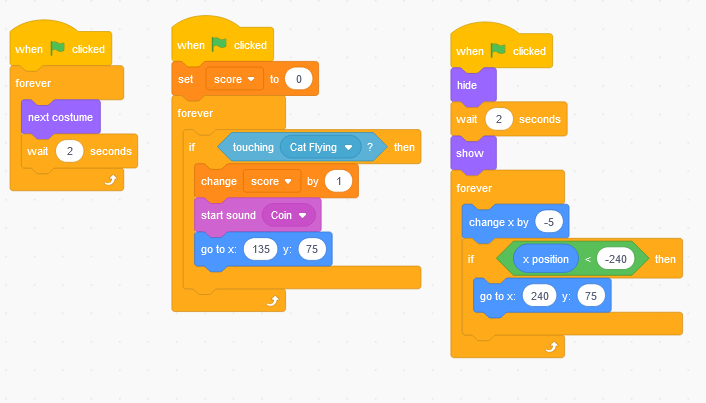 when clicked
forever
next costume
wait 2 seconds
when clicked
set score to 0
forever
if touching Cat Flying ? then
change score by 1
start sound Coin
go to x: 135 y: 75
when clicked
hide
wait 2 seconds
show
forever
change x by -5
if x position < -240 then
go to x: 240 y: 75